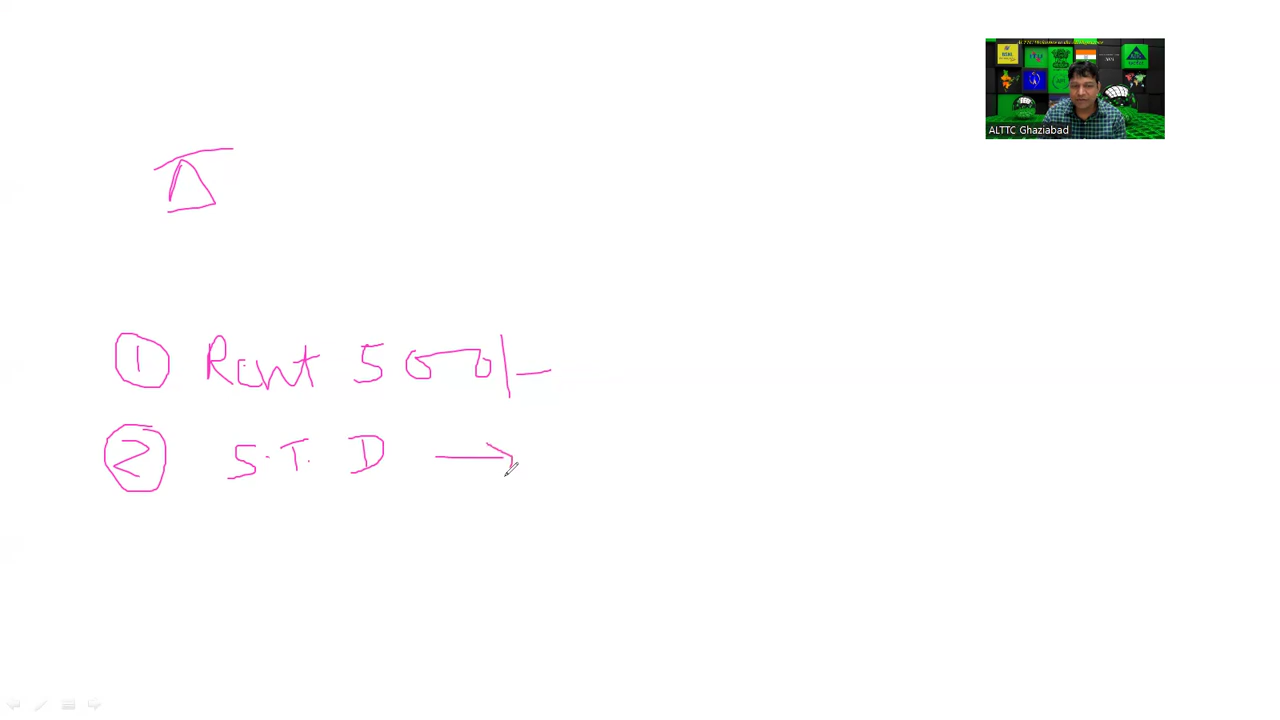 ① Rent 500/-
② S.T.D →
ALTTC Ghaziabad